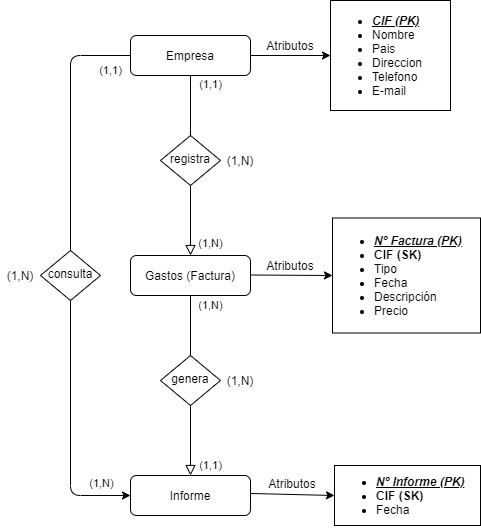 Empresa
Atributos
CIF (PK)
Nombre
Pais
Direccion
Telefono
E-mail
(1,1)
(1,1)
registra
(1,N)
(1,N)
consulta
(1,N)
Gastos (Factura)
Atributos
Nº Factura (PK)
CIF (SK)
Tipo
Fecha
Descripción
Precio
(1,N)
genera
(1,N)
(1,1)
(1,N)
Informe
Atributos
Nº Informe (PK)
CIF (SK)
Fecha